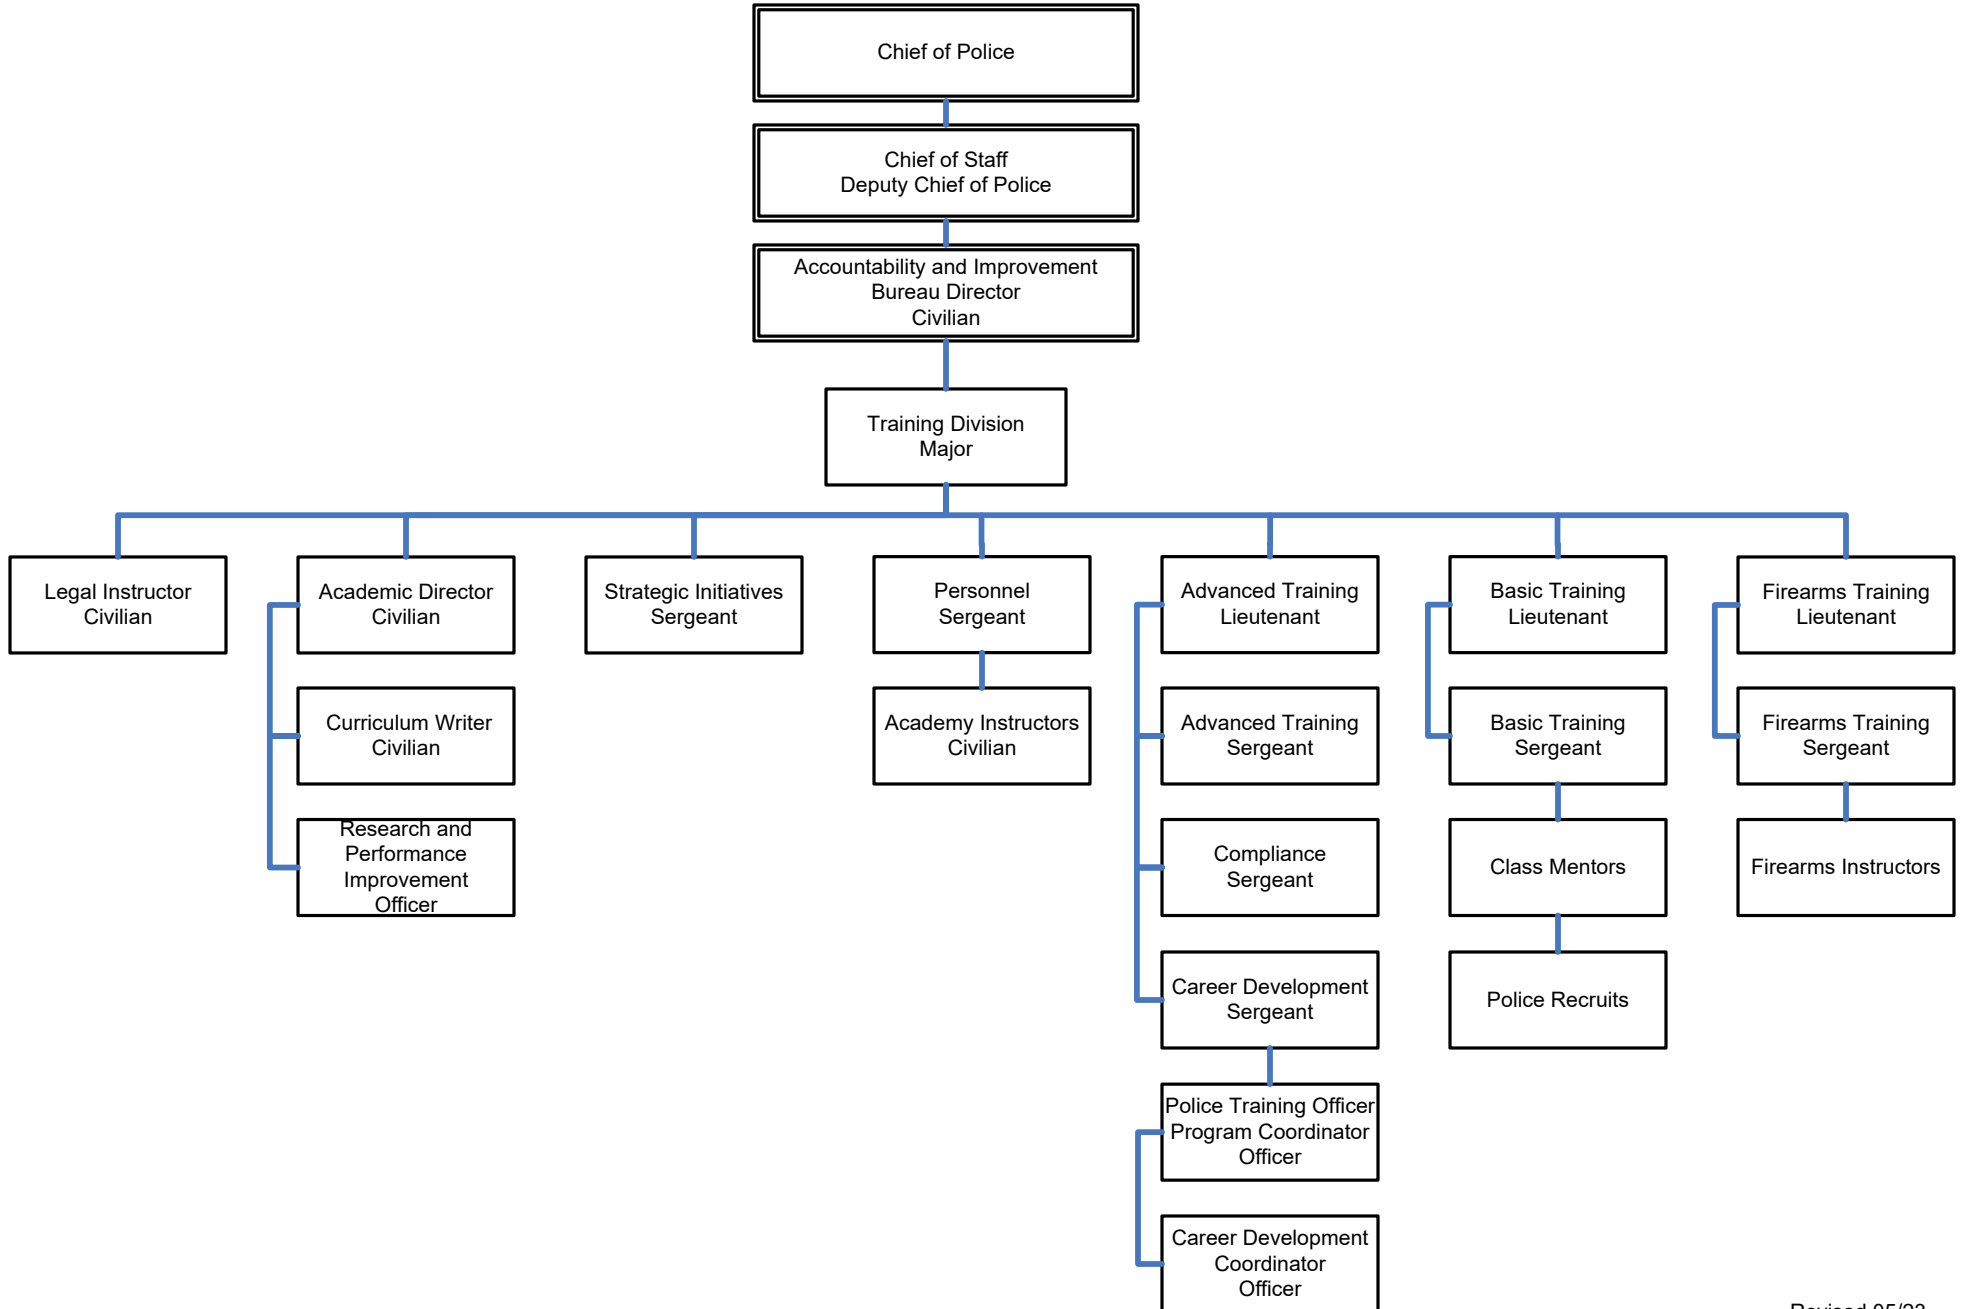 Chief of Police
Chief of Staff
Deputy Chief of Police
Accountability and Improvement
Bureau Director
Civilian
Training Division
Major
Legal Instructor
Civilian
Academic Director
Civilian
Strategic Initiatives
Sergeant
Personnel
Sergeant
Advanced Training
Lieutenant
Basic Training
Lieutenant
Firearms Training
Lieutenant
Curriculum Writer
Civilian
Academy Instructors
Civilian
Advanced Training
Sergeant
Basic Training
Sergeant
Firearms Training
Sergeant
Research and
Performance
Improvement
Officer
Compliance
Sergeant
Class Mentors
Firearms Instructors
Career Development
Sergeant
Police Recruits
Police Training Officer
Program Coordinator
Officer
Career Development
Coordinator
Officer
Revised 05/23